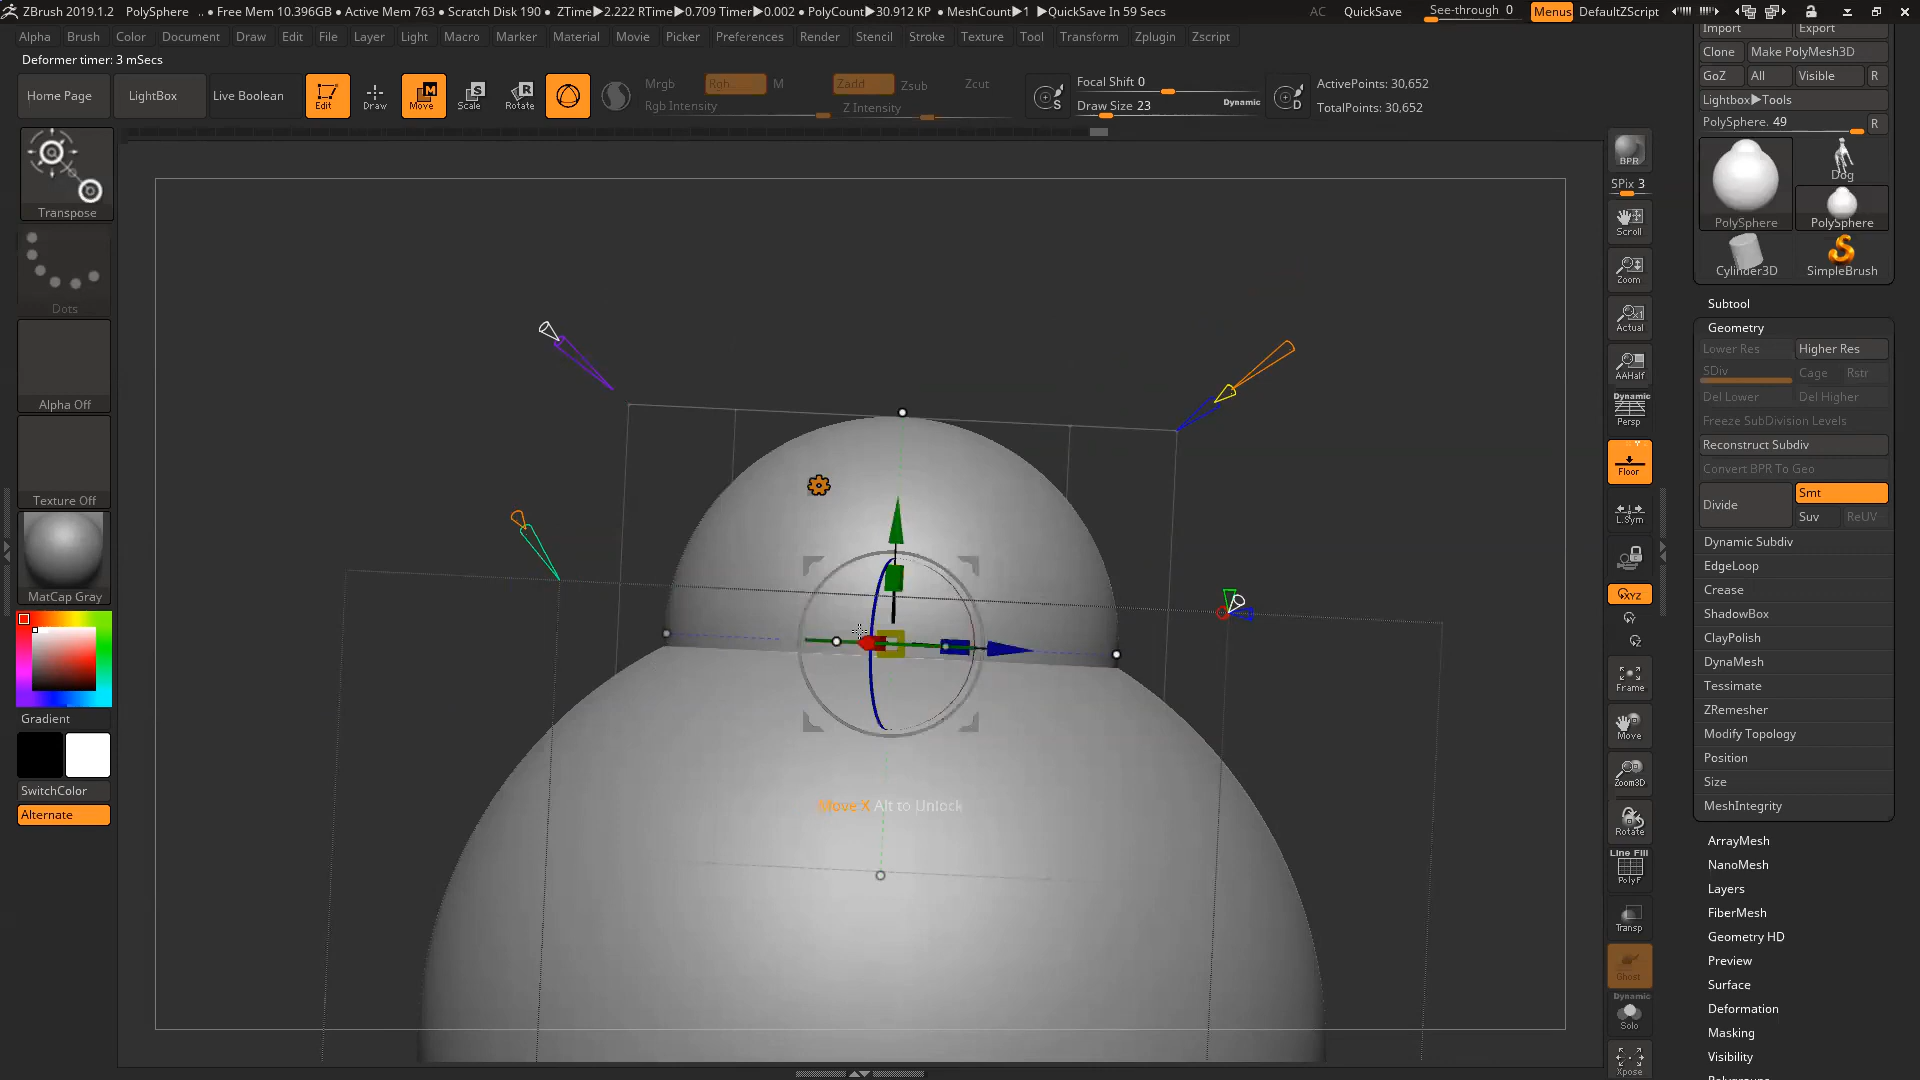 ZBrush 2019.1.2 PolySphere .. ● Free Mem 10.396GB ● Active Mem 763 ● Scratch Disk 190 ● ZTime▶2.222 RTime▶0.709 Timer▶0.002 ● PolyCount▶30.912 KP ● MeshCount▶1 ▶QuickSave In 59 Secs AC QuickSave See-through 0 Menus DefaultZScript
Alpha Brush Color Document Draw Edit File Layer Light Macro Marker Material Movie Picker Preferences Render Stencil Stroke Texture Tool Transform Zplugin Zscript
Deformer timer: 3 mSecs
Home Page LightBox Live Boolean Edit Draw Move Scale Rotate
Mrgb Rgb M Zadd Zsub Zcut
Rgb Intensity Z Intensity
S Focal Shift 0
Draw Size 23 Dynamic D
ActivePoints: 30,652
TotalPoints: 30,652
Transpose
Dots
Alpha Off
Texture Off
MatCap Gray
Gradient
SwitchColor
Alternate
Move X Alt to Unlock
BPR
SPix 3
Scroll
Zoom
Actual
AAHalf
Dynamic
Persp
Floor
L.Sym
XYZ
Y
Z
Frame
Move
Zoom3D
Rotate
Line Fill
PolyF
Transp
Ghost
Dynamic
Solo
Xpose
Import Export
Clone Make PolyMesh3D
GoZ All Visible R
Lightbox▶Tools
PolySphere. 49 R
PolySphere
Dog
PolySphere
Cylinder3D
SimpleBrush
Subtool
Geometry
Lower Res Higher Res
SDiv Cage Rstr
Del Lower Del Higher
Freeze SubDivision Levels
Reconstruct Subdiv
Convert BPR To Geo
Divide Smt
Suv ReUV
Dynamic Subdiv
EdgeLoop
Crease
ShadowBox
ClayPolish
DynaMesh
Tessimate
ZRemesher
Modify Topology
Position
Size
MeshIntegrity
ArrayMesh
NanoMesh
Layers
FiberMesh
Geometry HD
Preview
Surface
Deformation
Masking
Visibility